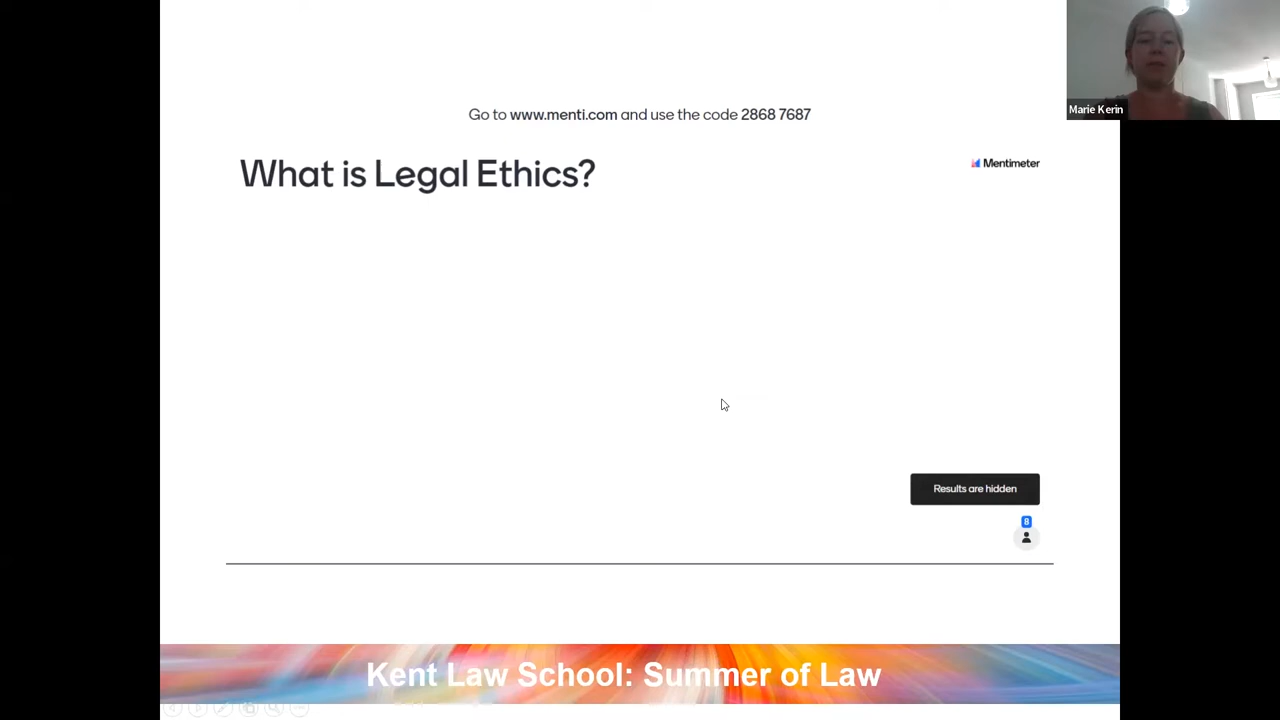 Go to www.menti.com and use the code 2868 7687
Marie Kerin
What is Legal Ethics?
Mentimeter
Results are hidden
8
Kent Law School: Summer of Law